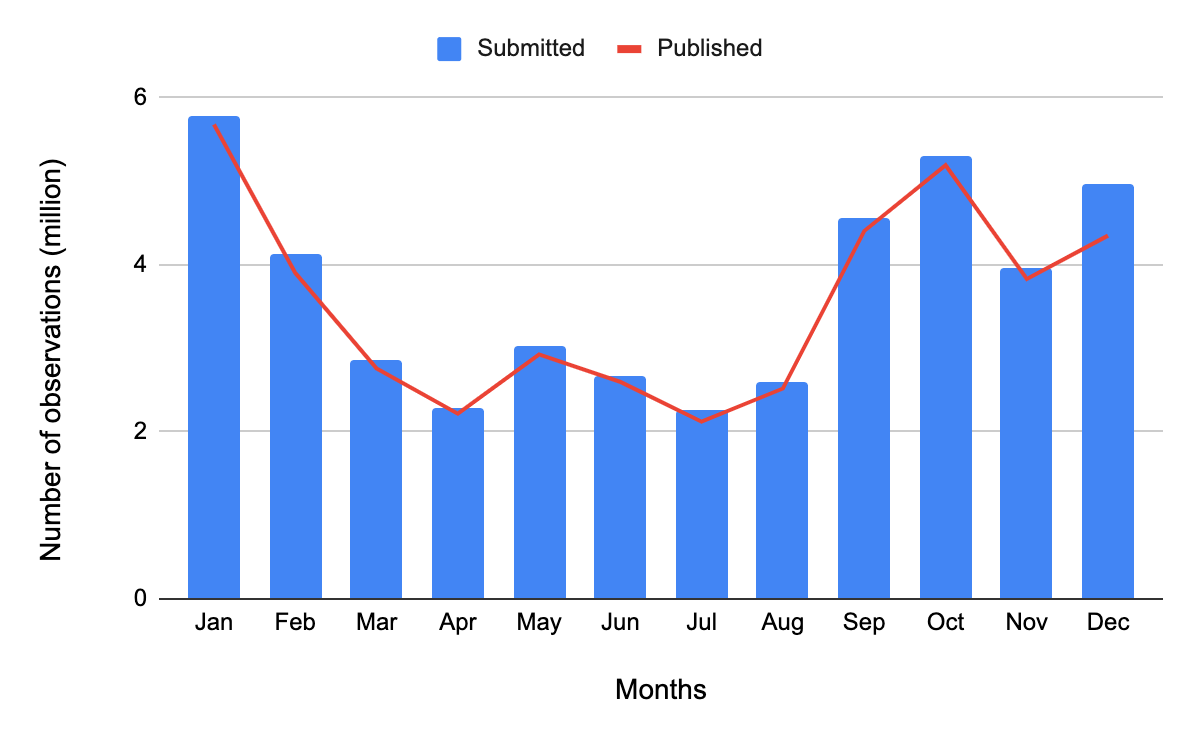 Submitted Published
Number of observations (million)
6
4
2
0
Jan Feb Mar Apr May Jun Jul Aug Sep Oct Nov Dec
Months